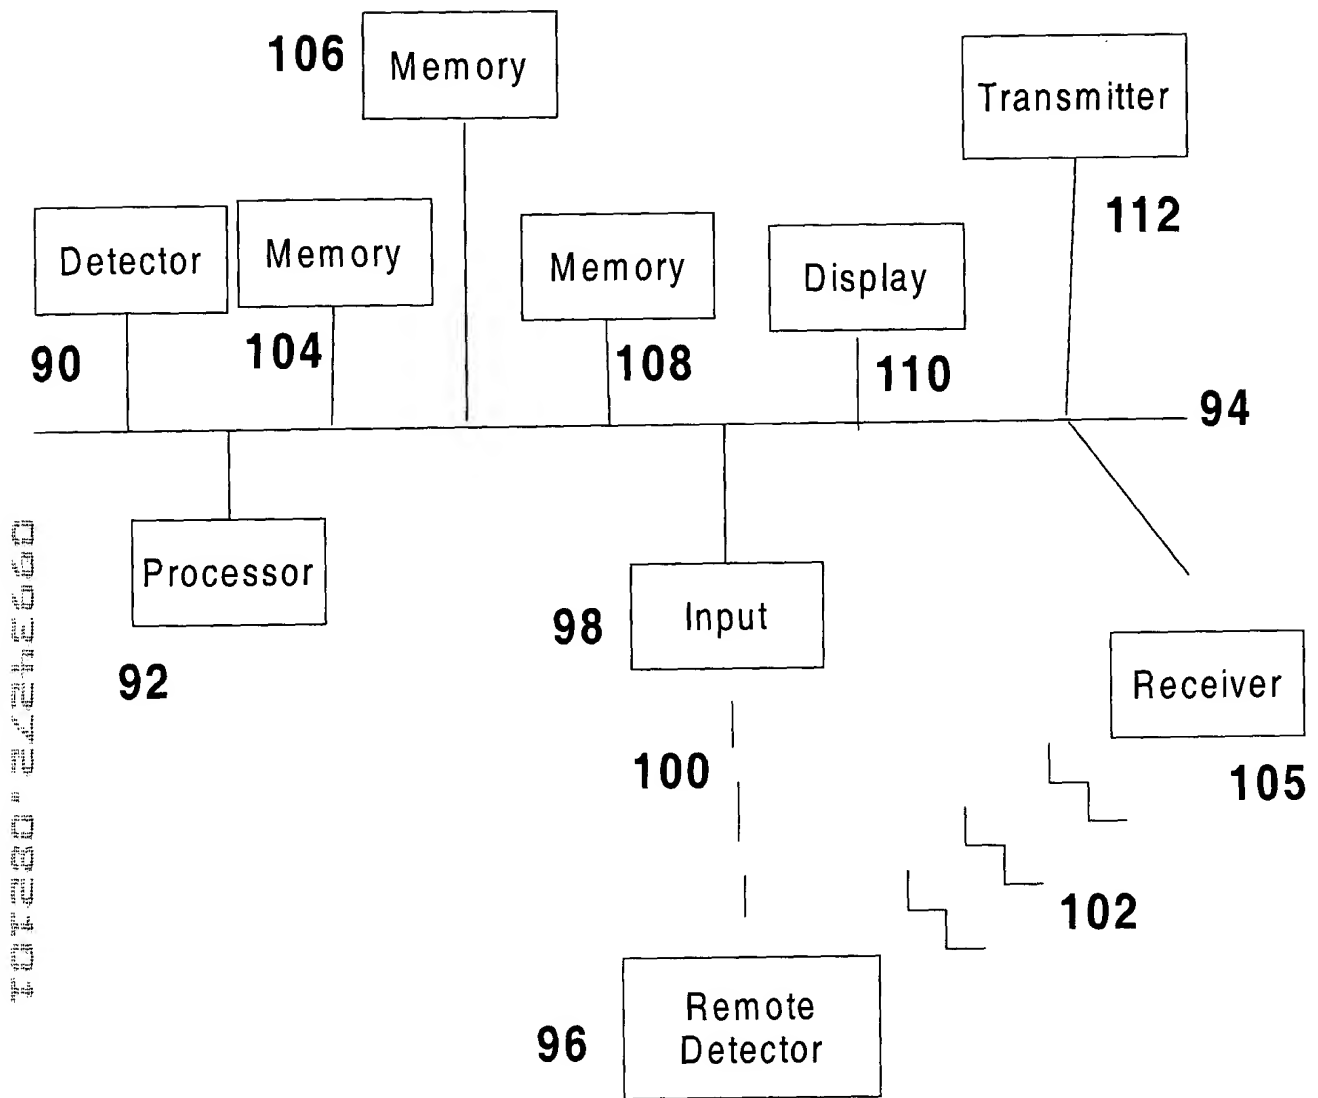 106
Memory
Transmitter
112
Detector
Memory
Memory
Display
90
104
108
110
94
Processor
92
98
Input
Receiver
105
100
102
96
Remote
Detector